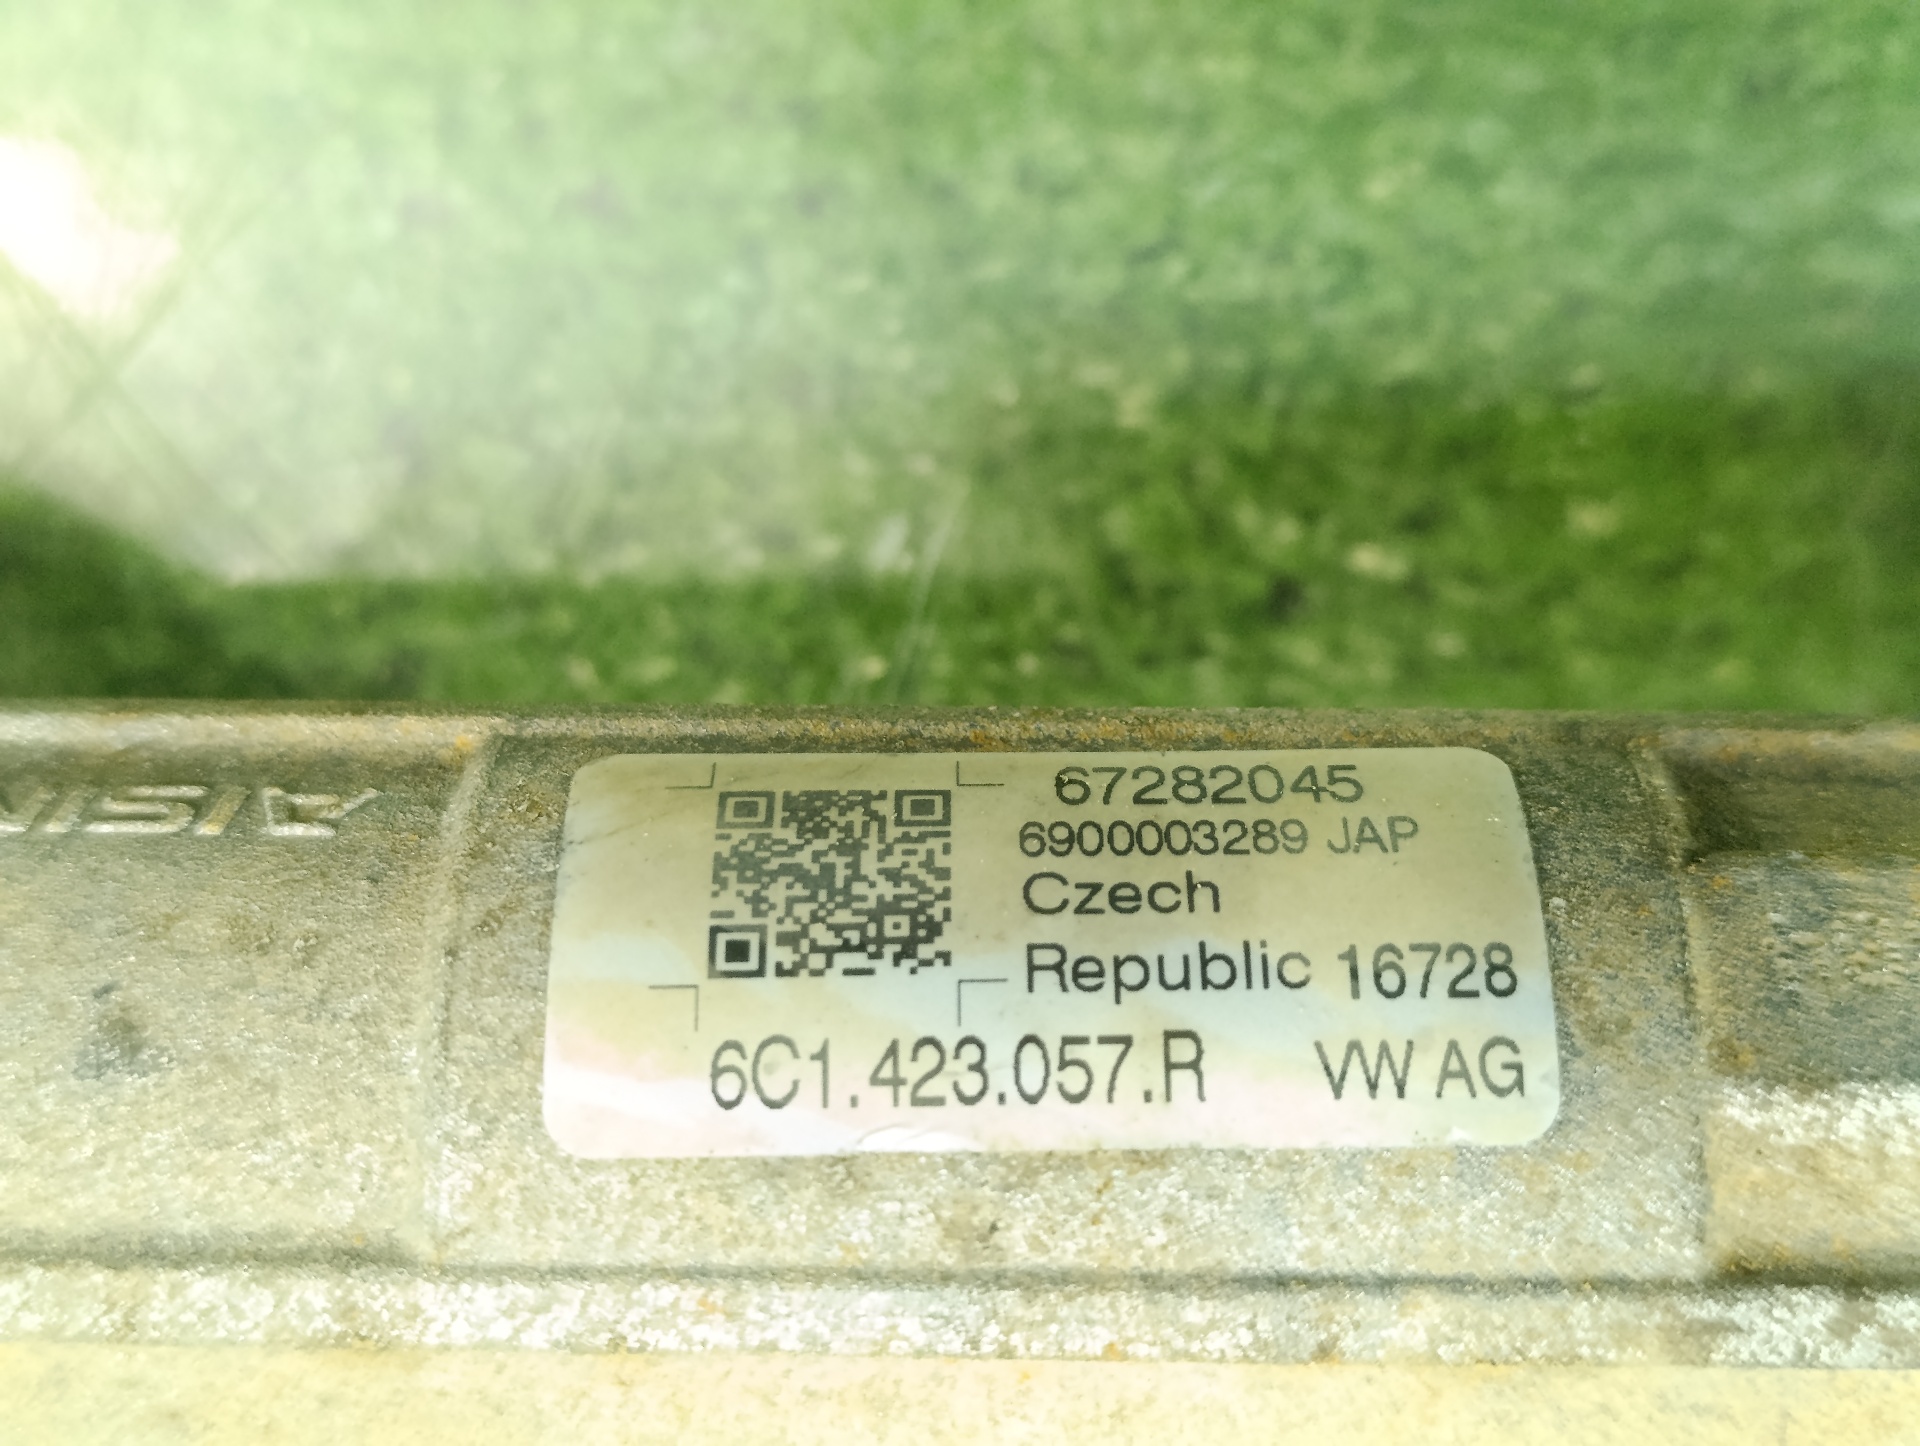 67282045
6900003289 JAP
Czech
Republic 16728
6C1.423.057.R VW AG